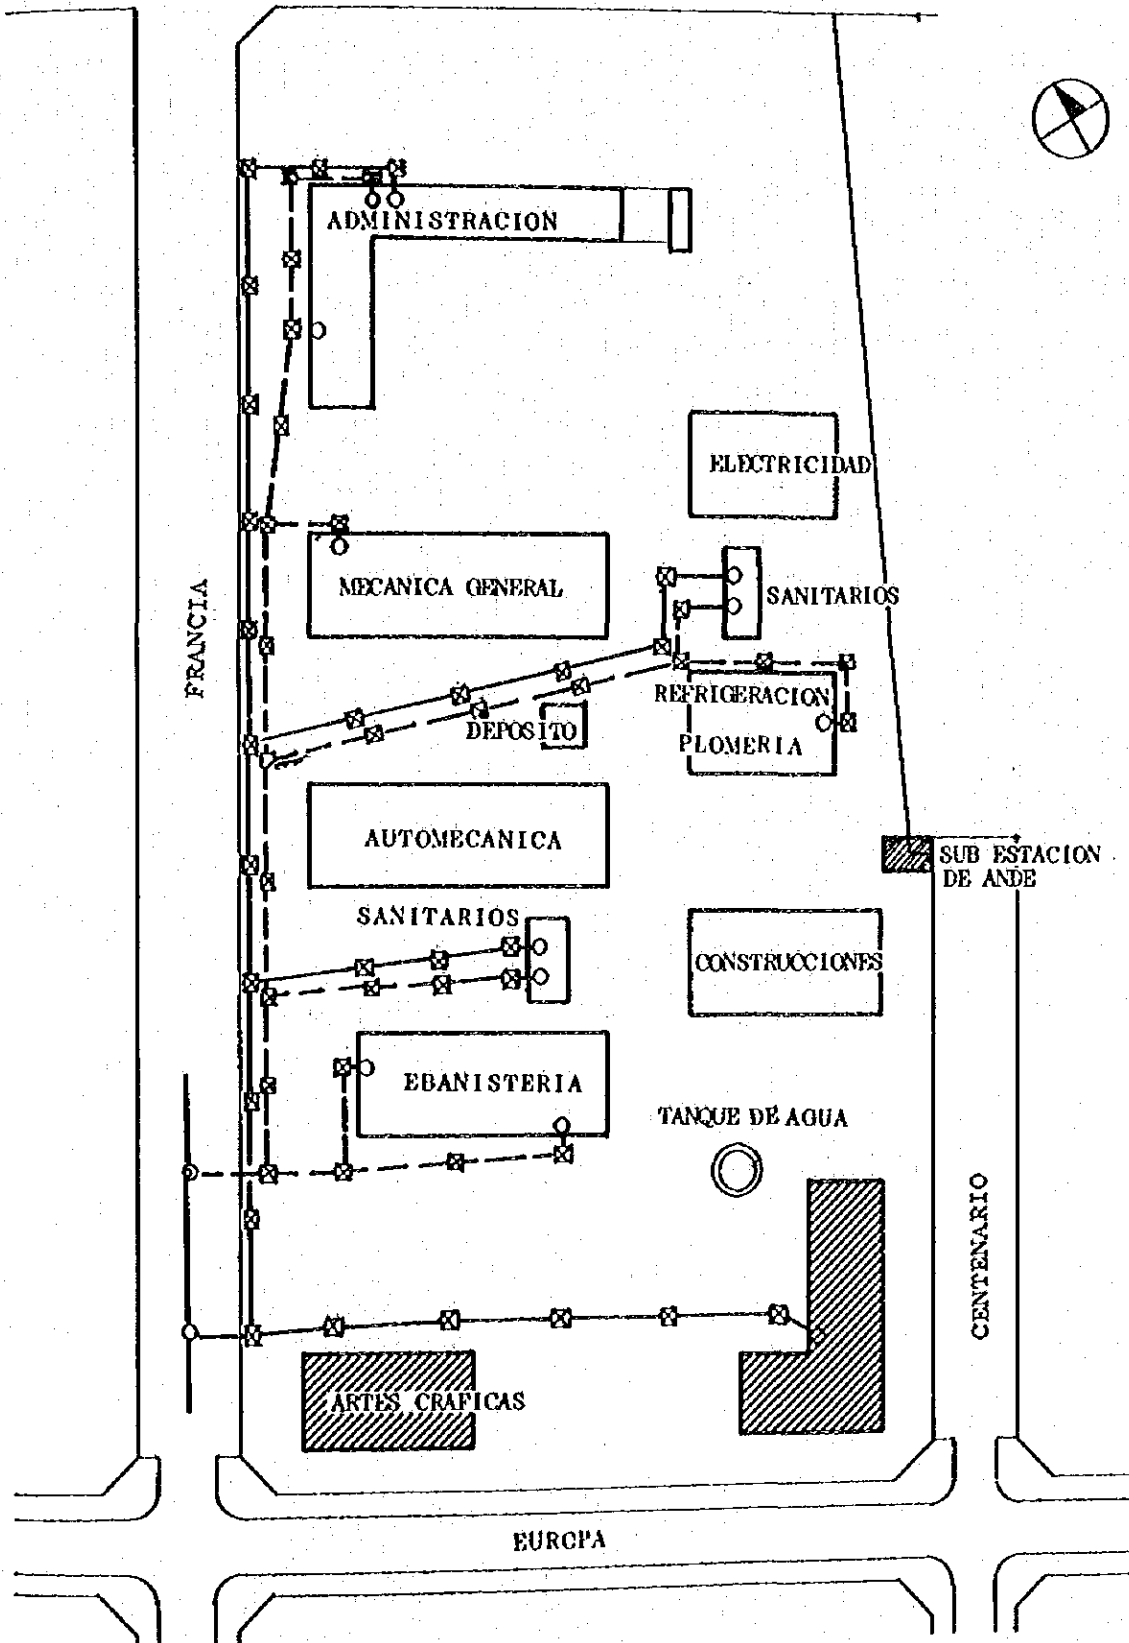 ADMINISTRACION
ELECTRICIDAD
MECANICA GENERAL
SANITARIOS
FRANCIA
REFRIGERACION
DEPOSITO
PLOMERIA
AUTOMECANICA
SUB ESTACION
DE ANDE
SANITARIOS
CONSTRUCCIONES
EBANISTERIA
TANQUE DE AGUA
CENTENARIO
ARTES CRAFICAS
EUROPA